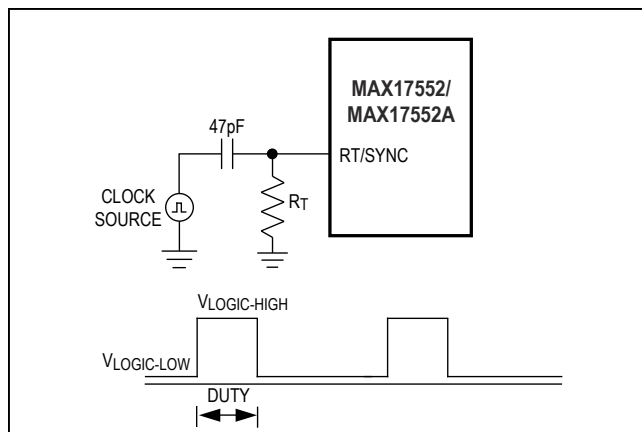 MAX17552/
MAX17552A
47pF
RT/SYNC
CLOCK
SOURCE
RT
VLOGIC-HIGH
VLOGIC-LOW
DUTY